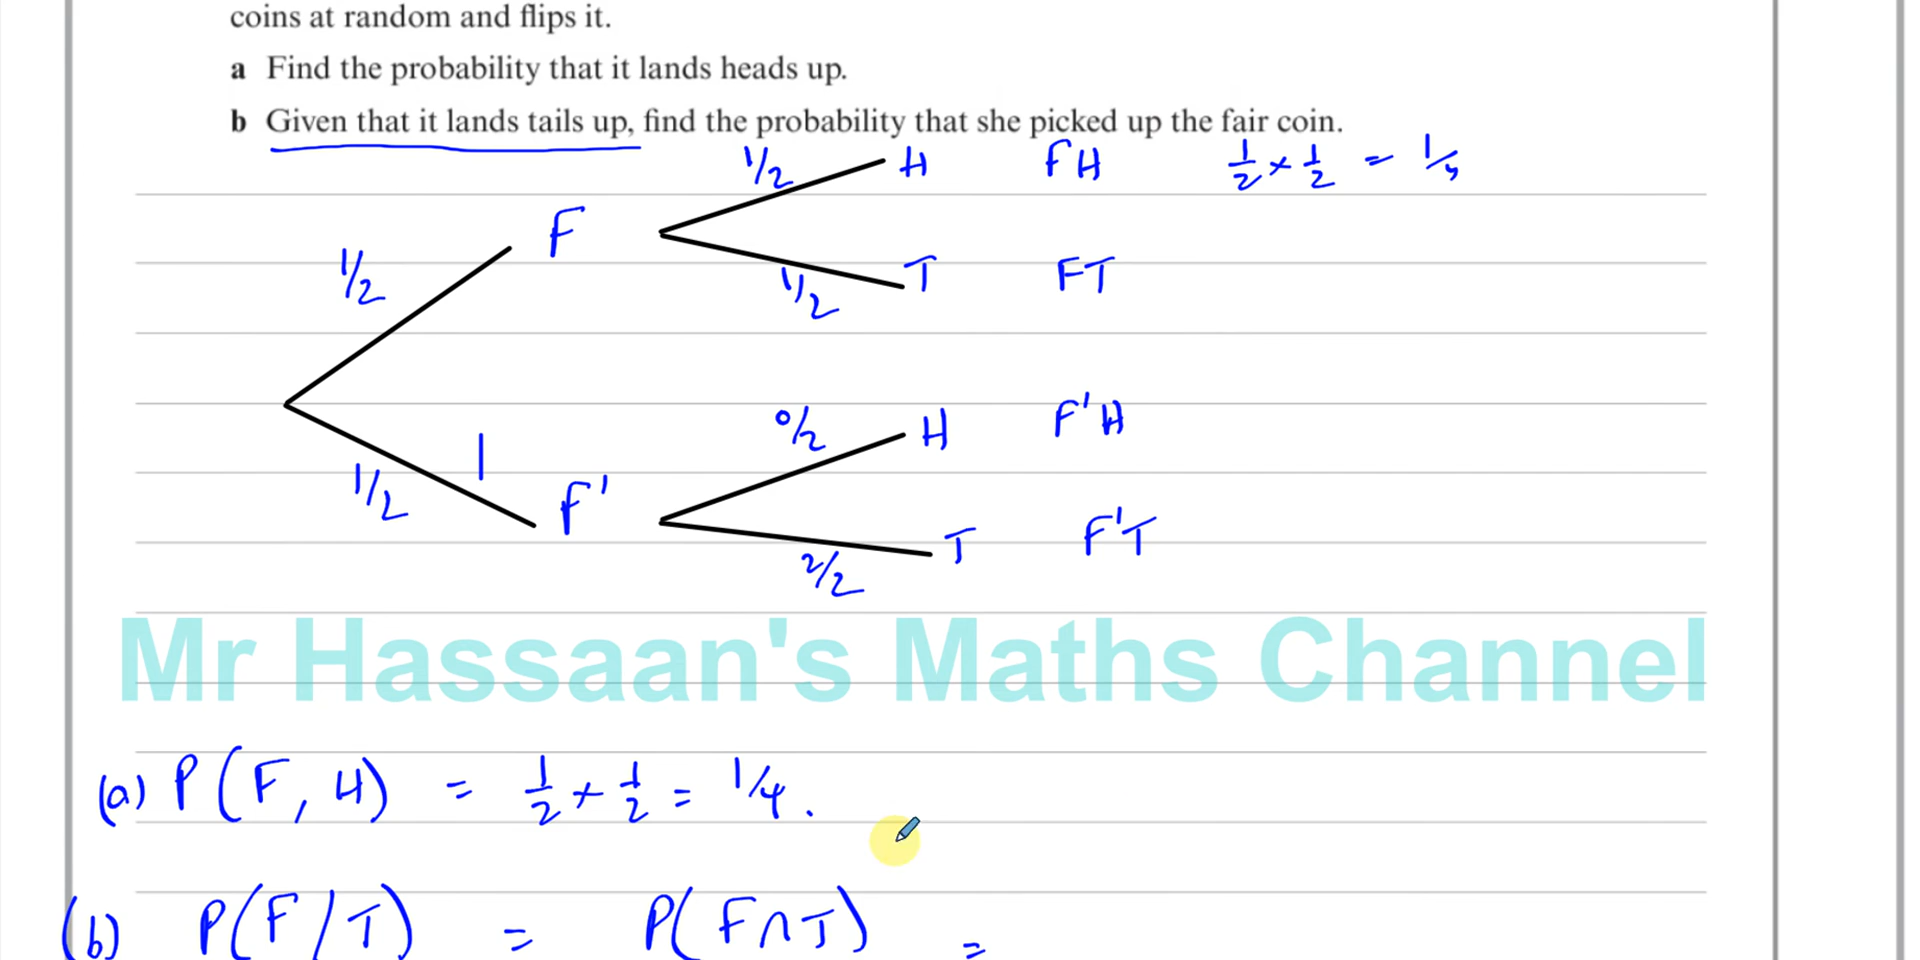 coins at random and flips it.
a Find the probability that it lands heads up.
b Given that it lands tails up, find the probability that she picked up the fair coin.
1/2 H FH 1/2 × 1/2 = 1/4
F
1/2
T FT
1/2
0/2 H F'H
1
1/2 F'
T F'T
2/2
Mr Hassaan's Maths Channel
(a) P(F, H) = 1/2 × 1/2 = 1/4.
(b) P(F/T) = P(F∩T) =